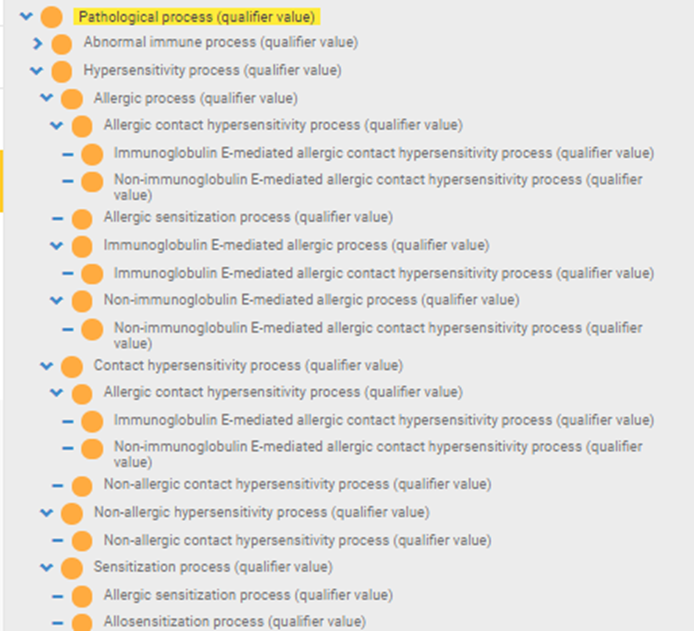 Pathological process (qualifier value)
Abnormal immune process (qualifier value)
Hypersensitivity process (qualifier value)
Allergic process (qualifier value)
Allergic contact hypersensitivity process (qualifier value)
Immunoglobulin E-mediated allergic contact hypersensitivity process (qualifier value)
Non-immunoglobulin E-mediated allergic contact hypersensitivity process (qualifier
value)
Allergic sensitization process (qualifier value)
Immunoglobulin E-mediated allergic process (qualifier value)
Immunoglobulin E-mediated allergic contact hypersensitivity process (qualifier value)
Non-immunoglobulin E-mediated allergic process (qualifier value)
Non-immunoglobulin E-mediated allergic contact hypersensitivity process (qualifier
value)
Contact hypersensitivity process (qualifier value)
Allergic contact hypersensitivity process (qualifier value)
Immunoglobulin E-mediated allergic contact hypersensitivity process (qualifier value)
Non-immunoglobulin E-mediated allergic contact hypersensitivity process (qualifier
value)
Non-allergic contact hypersensitivity process (qualifier value)
Non-allergic hypersensitivity process (qualifier value)
Non-allergic contact hypersensitivity process (qualifier value)
Sensitization process (qualifier value)
Allergic sensitization process (qualifier value)
Allosensitization process (qualifier value)